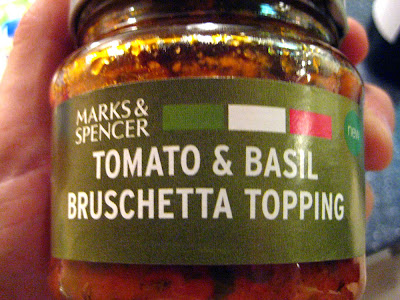 MARKS &
SPENCER
new
TOMATO & BASIL
BRUSCHETTA TOPPING